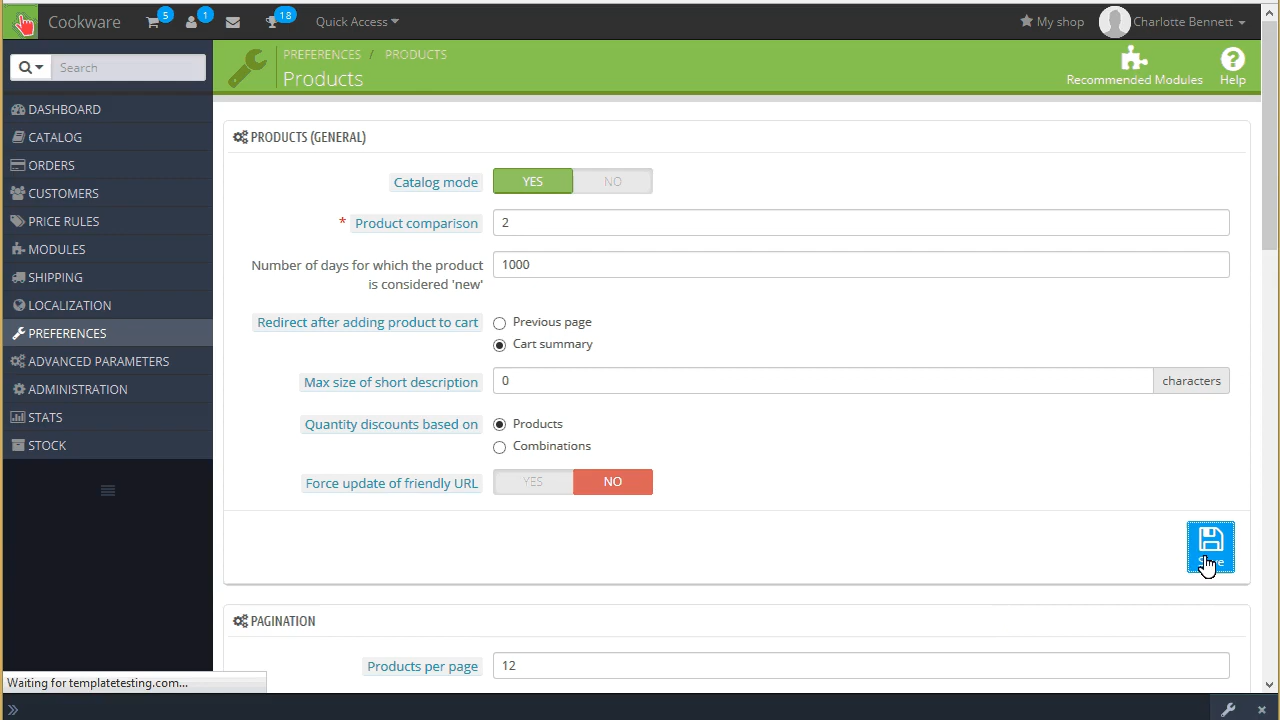 Cookware 5 1 18 Quick Access My shop Charlotte Bennett
Search
PREFERENCES / PRODUCTS
Products
Recommended Modules
Help
DASHBOARD
CATALOG
ORDERS
CUSTOMERS
PRICE RULES
MODULES
SHIPPING
LOCALIZATION
PREFERENCES
ADVANCED PARAMETERS
ADMINISTRATION
STATS
STOCK
PRODUCTS (GENERAL)
Catalog mode YES NO
* Product comparison 2
Number of days for which the product 1000
is considered 'new'
Redirect after adding product to cart Previous page
Cart summary
Max size of short description 0 characters
Quantity discounts based on Products
Combinations
Force update of friendly URL YES NO
PAGINATION
Products per page 12
Waiting for templatetesting.com...